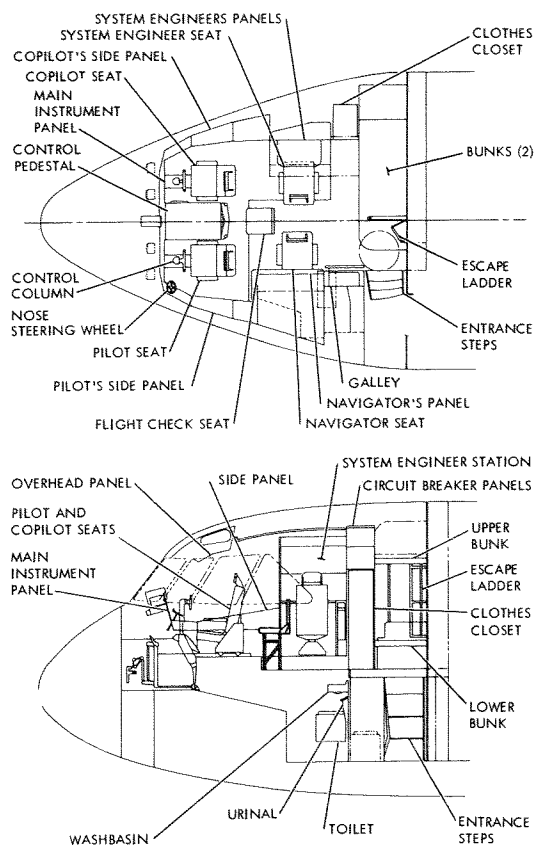 SYSTEM ENGINEERS PANELS
SYSTEM ENGINEER SEAT
COPILOT'S SIDE PANEL
COPILOT SEAT
MAIN
INSTRUMENT
PANEL
CONTROL
PEDESTAL
CLOTHES
CLOSET
BUNKS (2)
ESCAPE
LADDER
ENTRANCE
STEPS
CONTROL
COLUMN
NOSE
STEERING WHEEL
PILOT SEAT
PILOT'S SIDE PANEL
FLIGHT CHECK SEAT
GALLEY
NAVIGATOR'S PANEL
NAVIGATOR SEAT
SYSTEM ENGINEER STATION
CIRCUIT BREAKER PANELS
OVERHEAD PANEL
SIDE PANEL
PILOT AND
COPILOT SEATS
MAIN
INSTRUMENT
PANEL
UPPER
BUNK
ESCAPE
LADDER
CLOTHES
CLOSET
LOWER
BUNK
ENTRANCE
STEPS
URINAL
TOILET
WASHBASIN